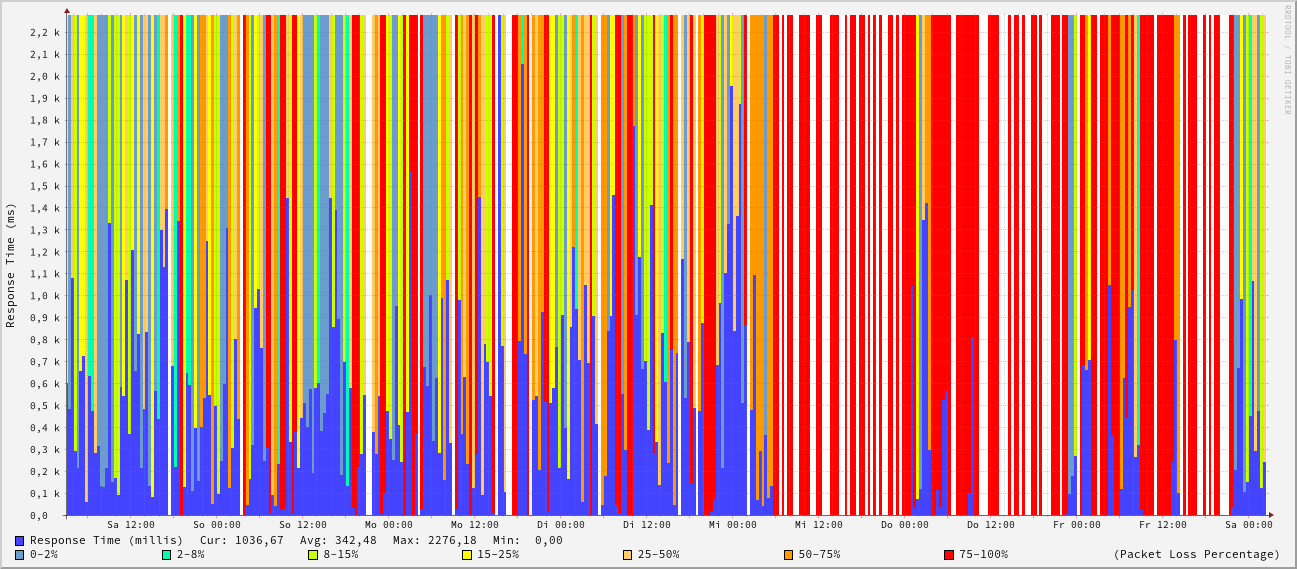 RRDTOOL / TOBI OETIKER
Response Time (ms)
2,2 k
2,1 k
2,0 k
1,9 k
1,8 k
1,7 k
1,6 k
1,5 k
1,4 k
1,3 k
1,2 k
1,1 k
1,0 k
0,9 k
0,8 k
0,7 k
0,6 k
0,5 k
0,4 k
0,3 k
0,2 k
0,1 k
0,0
Sa 12:00 So 00:00 So 12:00 Mo 00:00 Mo 12:00 Di 00:00 Di 12:00 Mi 00:00 Mi 12:00 Do 00:00 Do 12:00 Fr 00:00 Fr 12:00 Sa 00:00
Response Time (millis) Cur: 1036,67 Avg: 342,48 Max: 2276,18 Min: 0,00
0-2% 2-8% 8-15% 15-25% 25-50% 50-75% 75-100% (Packet Loss Percentage)